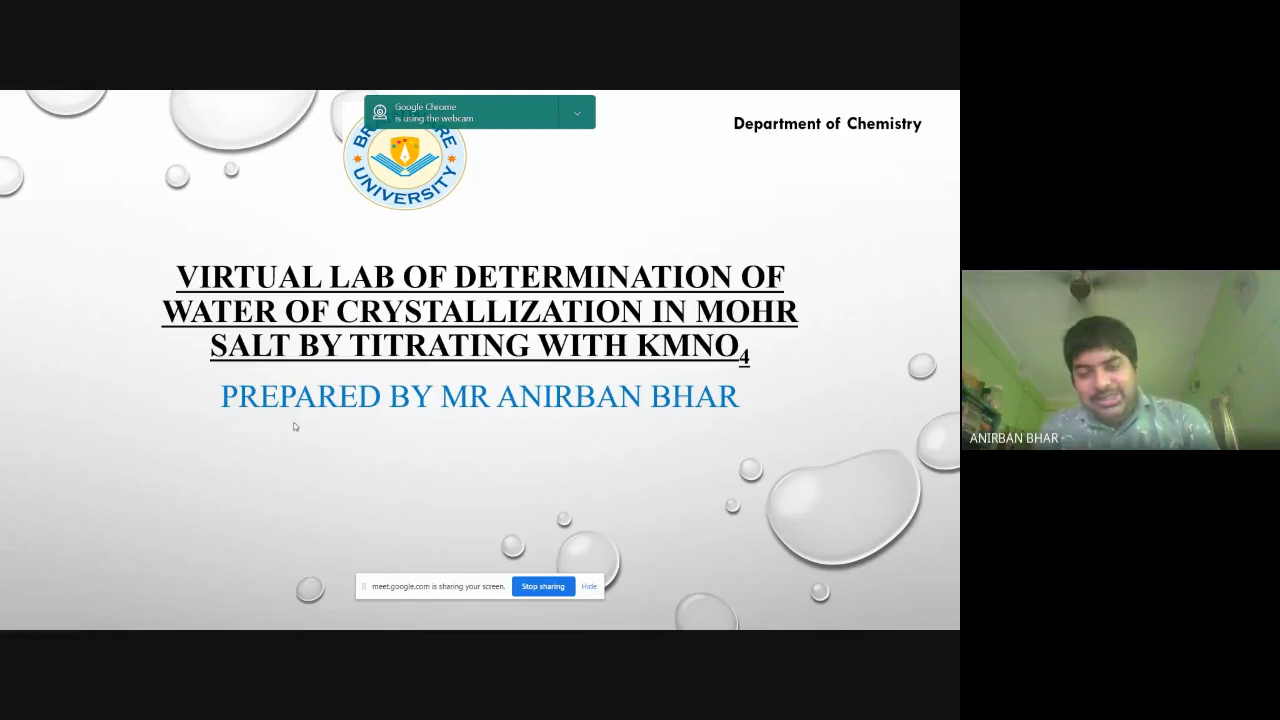 Google Chrome
is using the webcam
Department of Chemistry
UNIVERSITY
VIRTUAL LAB OF DETERMINATION OF
WATER OF CRYSTALLIZATION IN MOHR
SALT BY TITRATING WITH KMNO4
PREPARED BY MR ANIRBAN BHAR
ANIRBAN BHAR
meet.google.com is sharing your screen. Stop sharing Hide